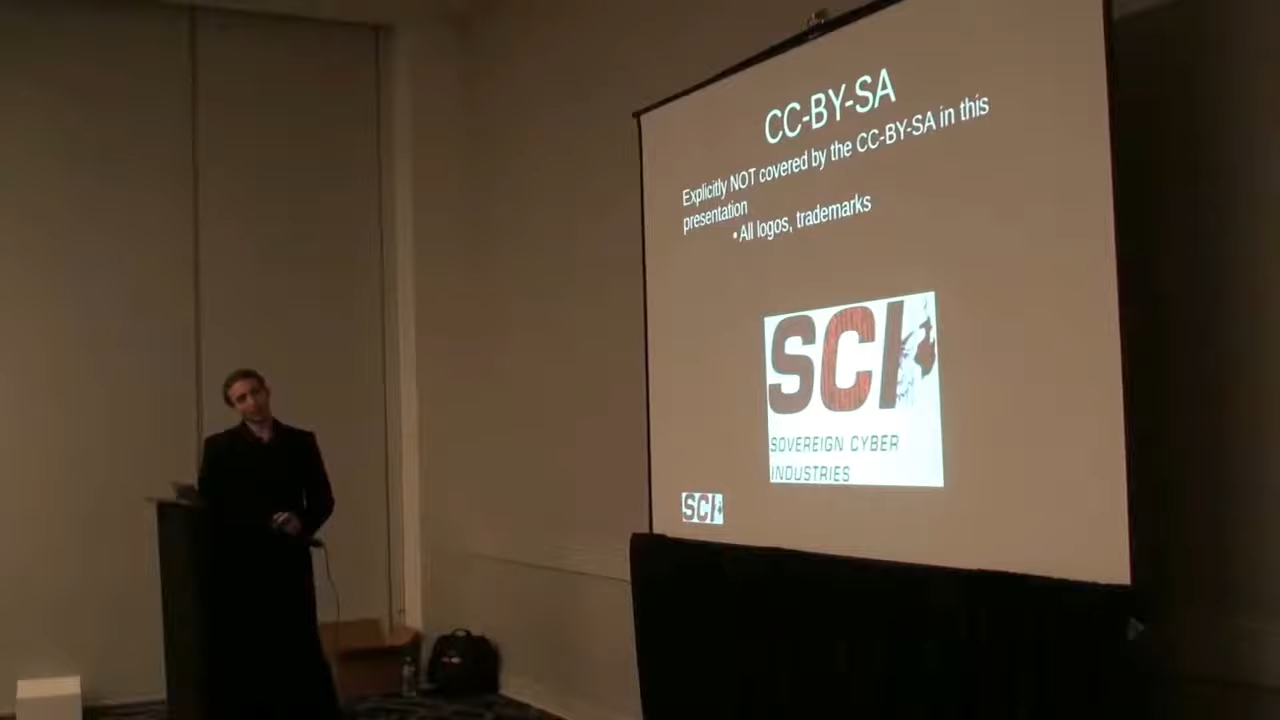 CC-BY-SA
Explicitly NOT covered by the CC-BY-SA in this
presentation
• All logos, trademarks
SCI
SOVEREIGN CYBER
INDUSTRIES
SCI